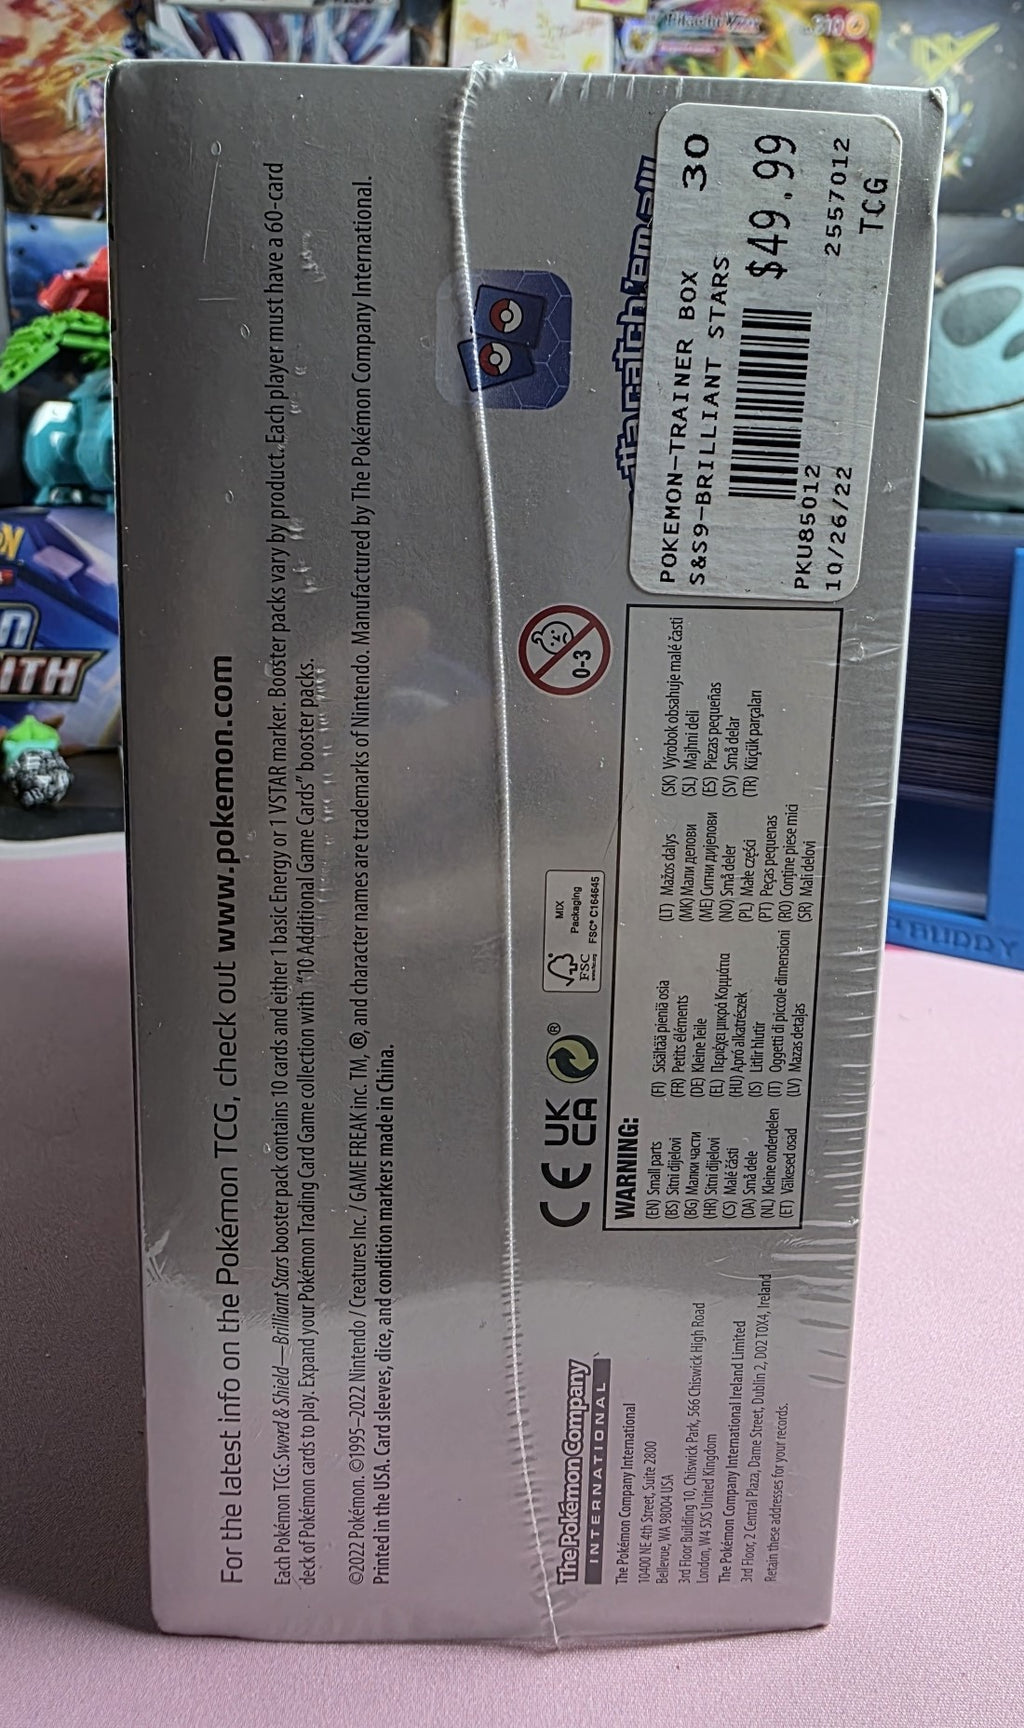 For the latest info on the Pokémon TCG, check out www.pokemon.com
Each Pokémon TCG: Sword & Shield—Brilliant Stars booster pack contains 10 cards and either 1 basic Energy or 1 VSTAR marker. Booster packs vary by product. Each player must have a 60-card
deck of Pokémon cards to play. Expand your Pokémon Trading Card Game collection with "10 Additional Game Cards" booster packs.
©2022 Pokémon. ©1995–2022 Nintendo / Creatures Inc. / GAME FREAK inc. TM, ®, and character names are trademarks of Nintendo. Manufactured by The Pokémon Company International.
Printed in the USA. Card sleeves, dice, and condition markers made in China.
The Pokémon Company
INTERNATIONAL
The Pokémon Company International
10400 NE 4th Street, Suite 2800
Bellevue, WA 98004 USA
3rd Floor Building 10, Chiswick Park, 566 Chiswick High Road
London, W4 5XS United Kingdom
The Pokémon Company International Ireland Limited
3rd Floor, 2 Central Plaza, Dame Street, Dublin 2, D02 T0X4, Ireland
Retain these addresses for your records.
CE UK
CA
®
MIX
Packaging
FSC
FSC® C164645
0-3
WARNING:
(EN) Small parts
(BS) Sitni dijelovi
(BG) Малки части
(HR) Sitni dijelovi
(CS) Malé části
(DA) Små dele
(NL) Kleine onderdelen
(ET) Väikesed osad
(FI) Sisältää pieniä osia
(FR) Petits éléments
(DE) Kleine Teile
(EL) Περιέχει μικρά Κομμάτια
(HU) Apró alkatrészek
(IS) Litlir hlutir
(IT) Oggetti di piccole dimensioni
(LV) Mazas detaļas
(LT) Mažos dalys
(MK) Мали делови
(ME) Ситни дијелови
(NO) Små deler
(PL) Małe części
(PT) Peças pequenas
(RO) Conține piese mici
(SR) Mali delovi
(SK) Výrobok obsahuje malé časti
(SL) Majhni deli
(ES) Piezas pequeñas
(SV) Små delar
(TR) Küçük parçaları
POKEMON-TRAINER BOX 30
S&S9-BRILLIANT STARS
$49.99
PKU85012 2557012
10/26/22 TCG
BUDDY